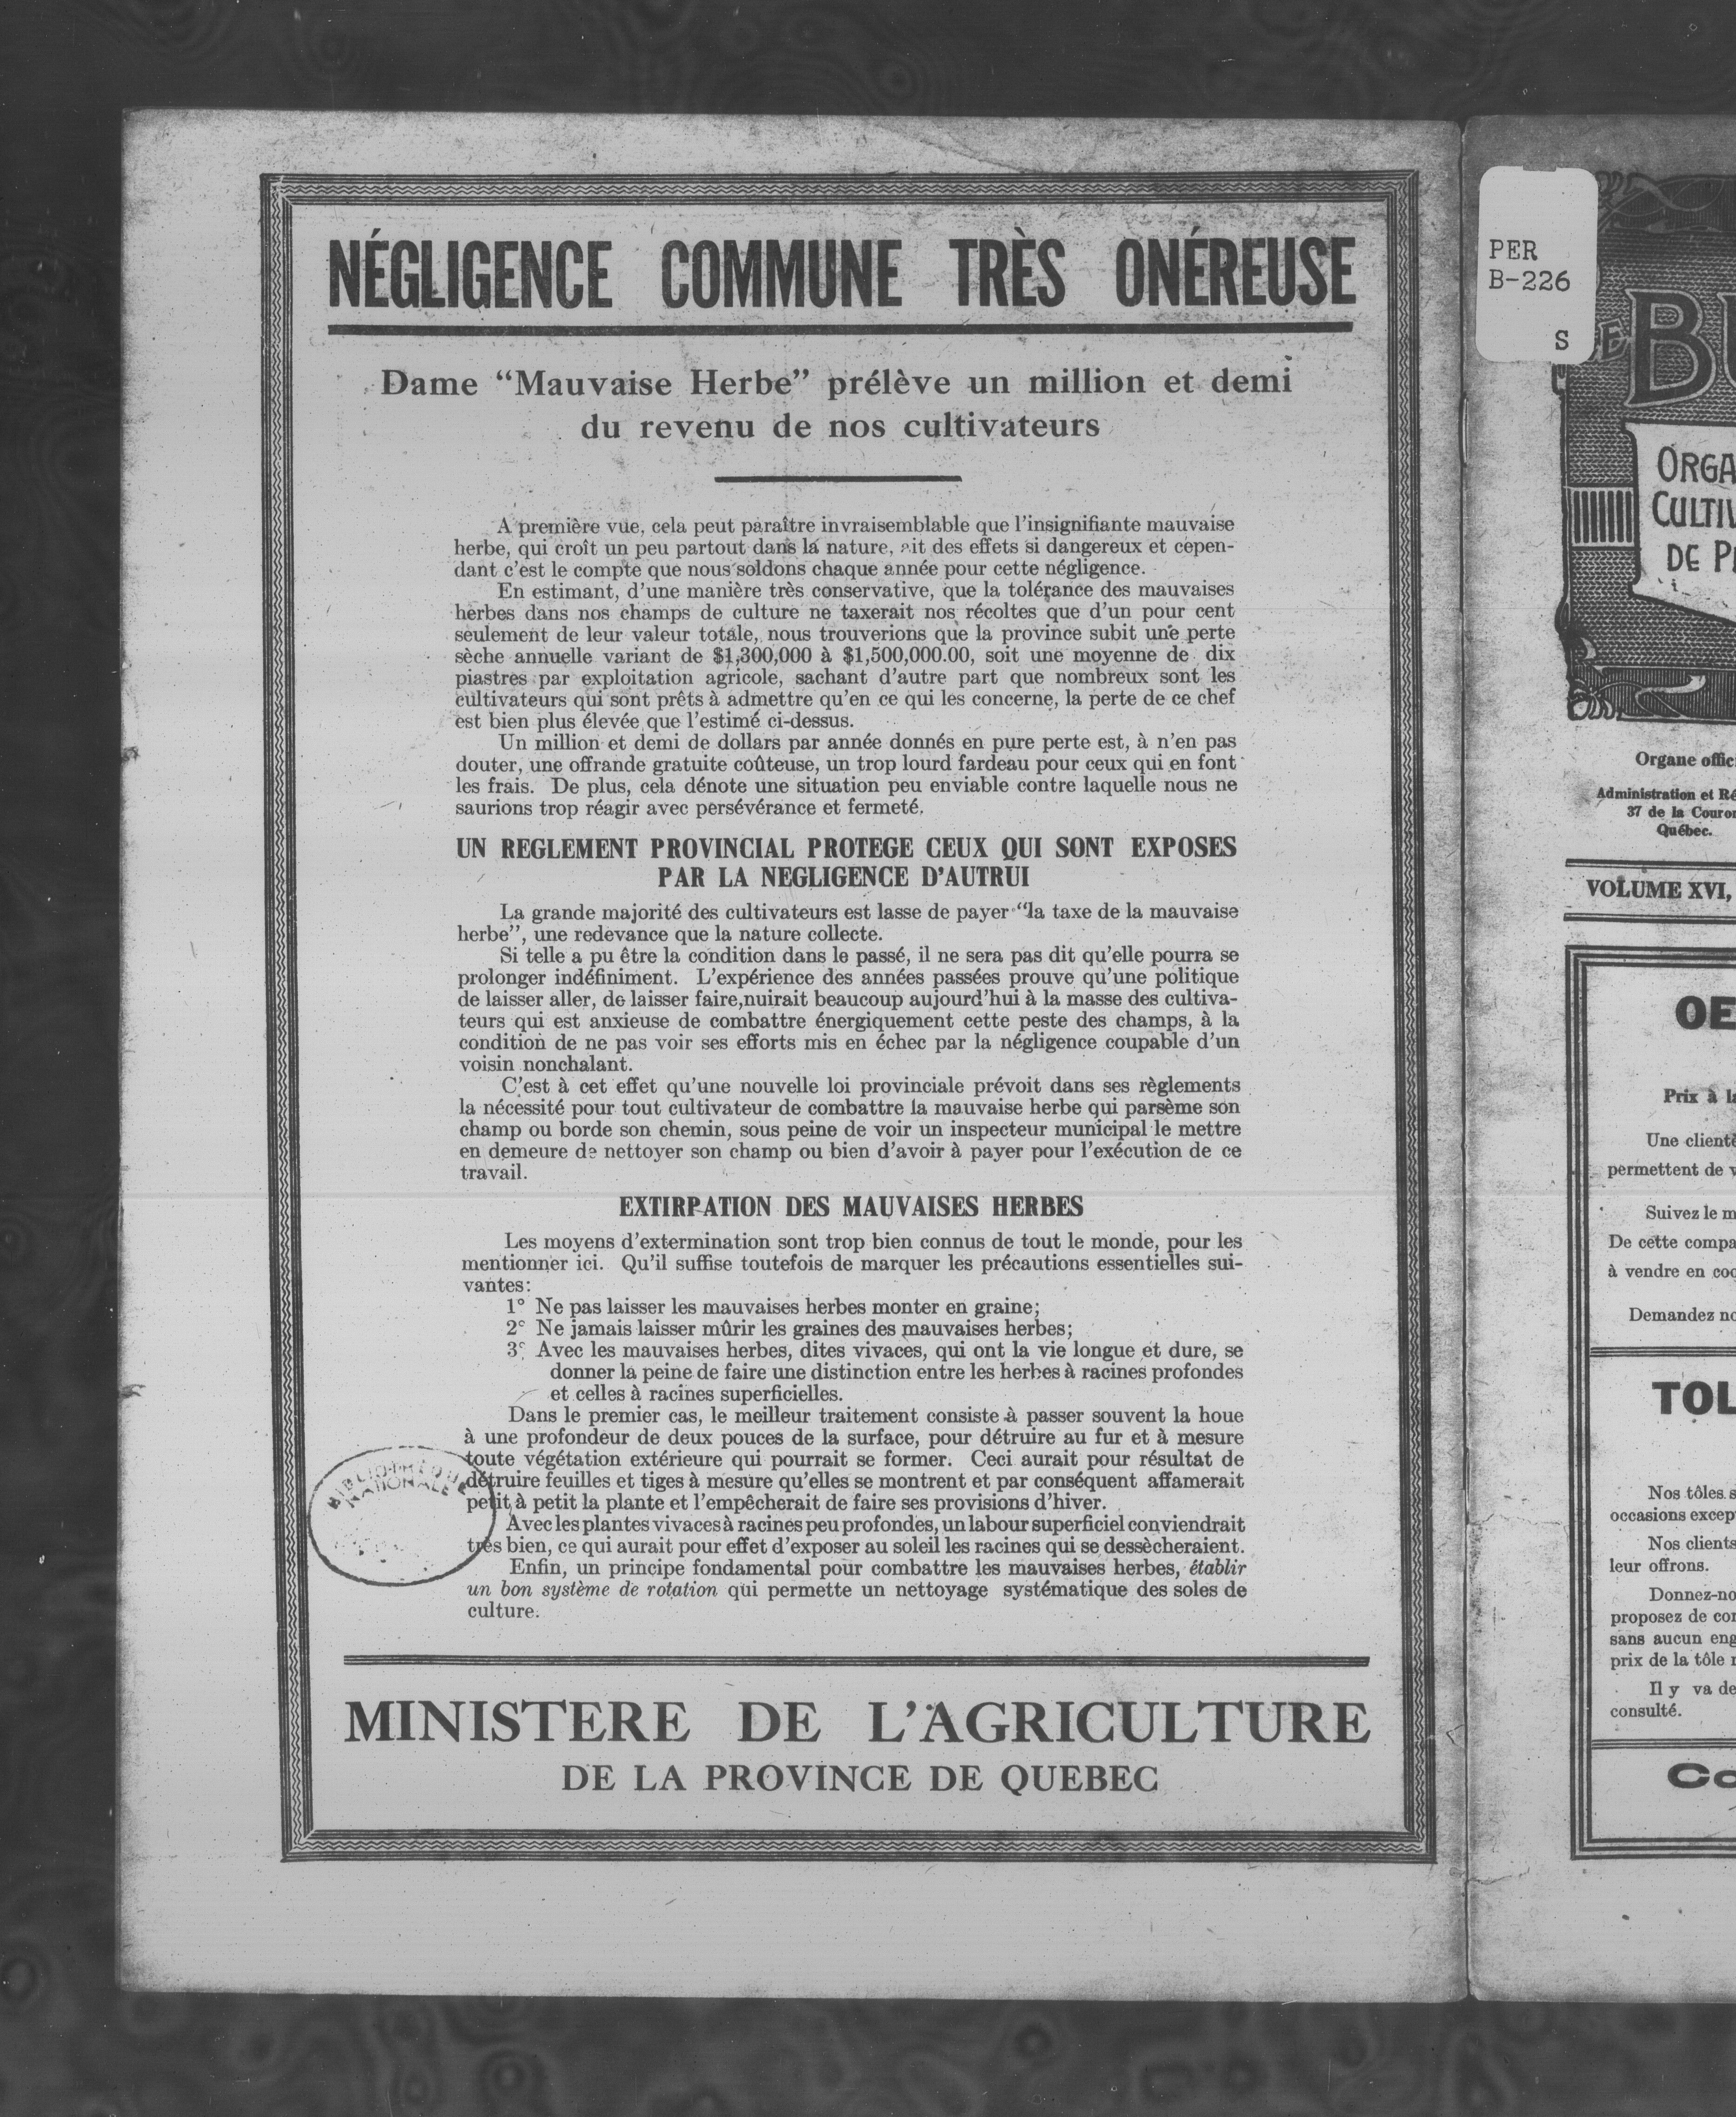 NÉGLIGENCE COMMUNE TRÈS ONÉREUSE
Dame “Mauvaise Herbe” prélève un million et demi
du revenu de nos cultivateurs
A première vue, cela peut paraître invraisemblable que l'insignifiante mauvaise
herbe, qui croît un peu partout dans la nature, ait des effets si dangereux et cepen-
dant c'est le compte que nous soldons chaque année pour cette négligence.
En estimant, d'une manière très conservative, que la tolérance des mauvaises
herbes dans nos champs de culture ne taxerait nos récoltes que d'un pour cent
seulement de leur valeur totale, nous trouverions que la province subit une perte
sèche annuelle variant de $1,300,000 à $1,500,000.00, soit une moyenne de dix
piastres par exploitation agricole, sachant d'autre part que nombreux sont les
cultivateurs qui sont prêts à admettre qu'en ce qui les concerne, la perte de ce chef
est bien plus élevée que l'estimé ci-dessus.
Un million et demi de dollars par année donnés en pure perte est, à n'en pas
douter, une offrande gratuite coûteuse, un trop lourd fardeau pour ceux qui en font
les frais. De plus, cela dénote une situation peu enviable contre laquelle nous ne
saurions trop réagir avec persévérance et fermeté.
UN REGLEMENT PROVINCIAL PROTEGE CEUX QUI SONT EXPOSES
PAR LA NEGLIGENCE D'AUTRUI
La grande majorité des cultivateurs est lasse de payer “la taxe de la mauvaise
herbe”, une redevance que la nature collecte.
Si telle a pu être la condition dans le passé, il ne sera pas dit qu'elle pourra se
prolonger indéfiniment. L'expérience des années passées prouve qu'une politique
de laisser aller, de laisser faire,nuirait beaucoup aujourd'hui à la masse des cultiva-
teurs qui est anxieuse de combattre énergiquement cette peste des champs, à la
condition de ne pas voir ses efforts mis en échec par la négligence coupable d'un
voisin nonchalant.
C'est à cet effet qu'une nouvelle loi provinciale prévoit dans ses règlements
la nécessité pour tout cultivateur de combattre la mauvaise herbe qui parsème son
champ ou borde son chemin, sous peine de voir un inspecteur municipal le mettre
en demeure de nettoyer son champ ou bien d'avoir à payer pour l'exécution de ce
travail.
EXTIRPATION DES MAUVAISES HERBES
Les moyens d'extermination sont trop bien connus de tout le monde, pour les
mentionner ici. Qu'il suffise toutefois de marquer les précautions essentielles sui-
vantes:
1° Ne pas laisser les mauvaises herbes monter en graine;
2° Ne jamais laisser mûrir les graines des mauvaises herbes;
3° Avec les mauvaises herbes, dites vivaces, qui ont la vie longue et dure, se
donner la peine de faire une distinction entre les herbes à racines profondes
et celles à racines superficielles.
Dans le premier cas, le meilleur traitement consiste à passer souvent la houe
à une profondeur de deux pouces de la surface, pour détruire au fur et à mesure
toute végétation extérieure qui pourrait se former. Ceci aurait pour résultat de
détruire feuilles et tiges à mesure qu'elles se montrent et par conséquent affamerait
petit à petit la plante et l'empêcherait de faire ses provisions d'hiver.
Avec les plantes vivaces à racines peu profondes, un labour superficiel conviendrait
très bien, ce qui aurait pour effet d'exposer au soleil les racines qui se dessècheraient.
Enfin, un principe fondamental pour combattre les mauvaises herbes, établir
un bon système de rotation qui permette un nettoyage systématique des soles de
culture.
BIBLIOTHÈQUE
NATIONALE
MINISTERE DE L'AGRICULTURE
DE LA PROVINCE DE QUEBEC
PER
B-226
S
Organe
Administration et
37 de la
Québec.
VOLUME XVI,
Prix à
Une
permettent de
Suivez le
De cette
à vendre en
Demandez
Nos tôles
occasions
Nos clients
leur offrons.
proposez de
sans aucun
prix de la tôle
Il y va de
consulté.